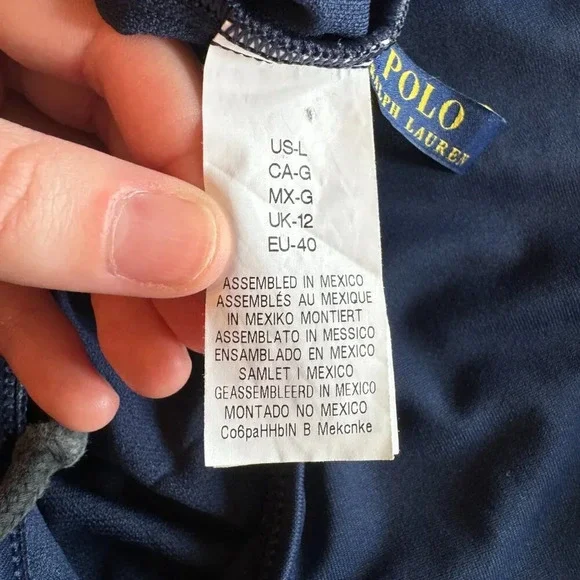 POLO
RALPH LAUREN
US-L
CA-G
MX-G
UK-12
EU-40
ASSEMBLED IN MEXICO
ASSEMBLÉS AU MEXIQUE
IN MEXIKO MONTIERT
ASSEMBLATO IN MESSICO
ENSAMBLADO EN MEXICO
SAMLET I MEXICO
GEASSEMBLEERD IN MEXICO
MONTADO NO MEXICO
Co6paHHbIN B Mekcnke